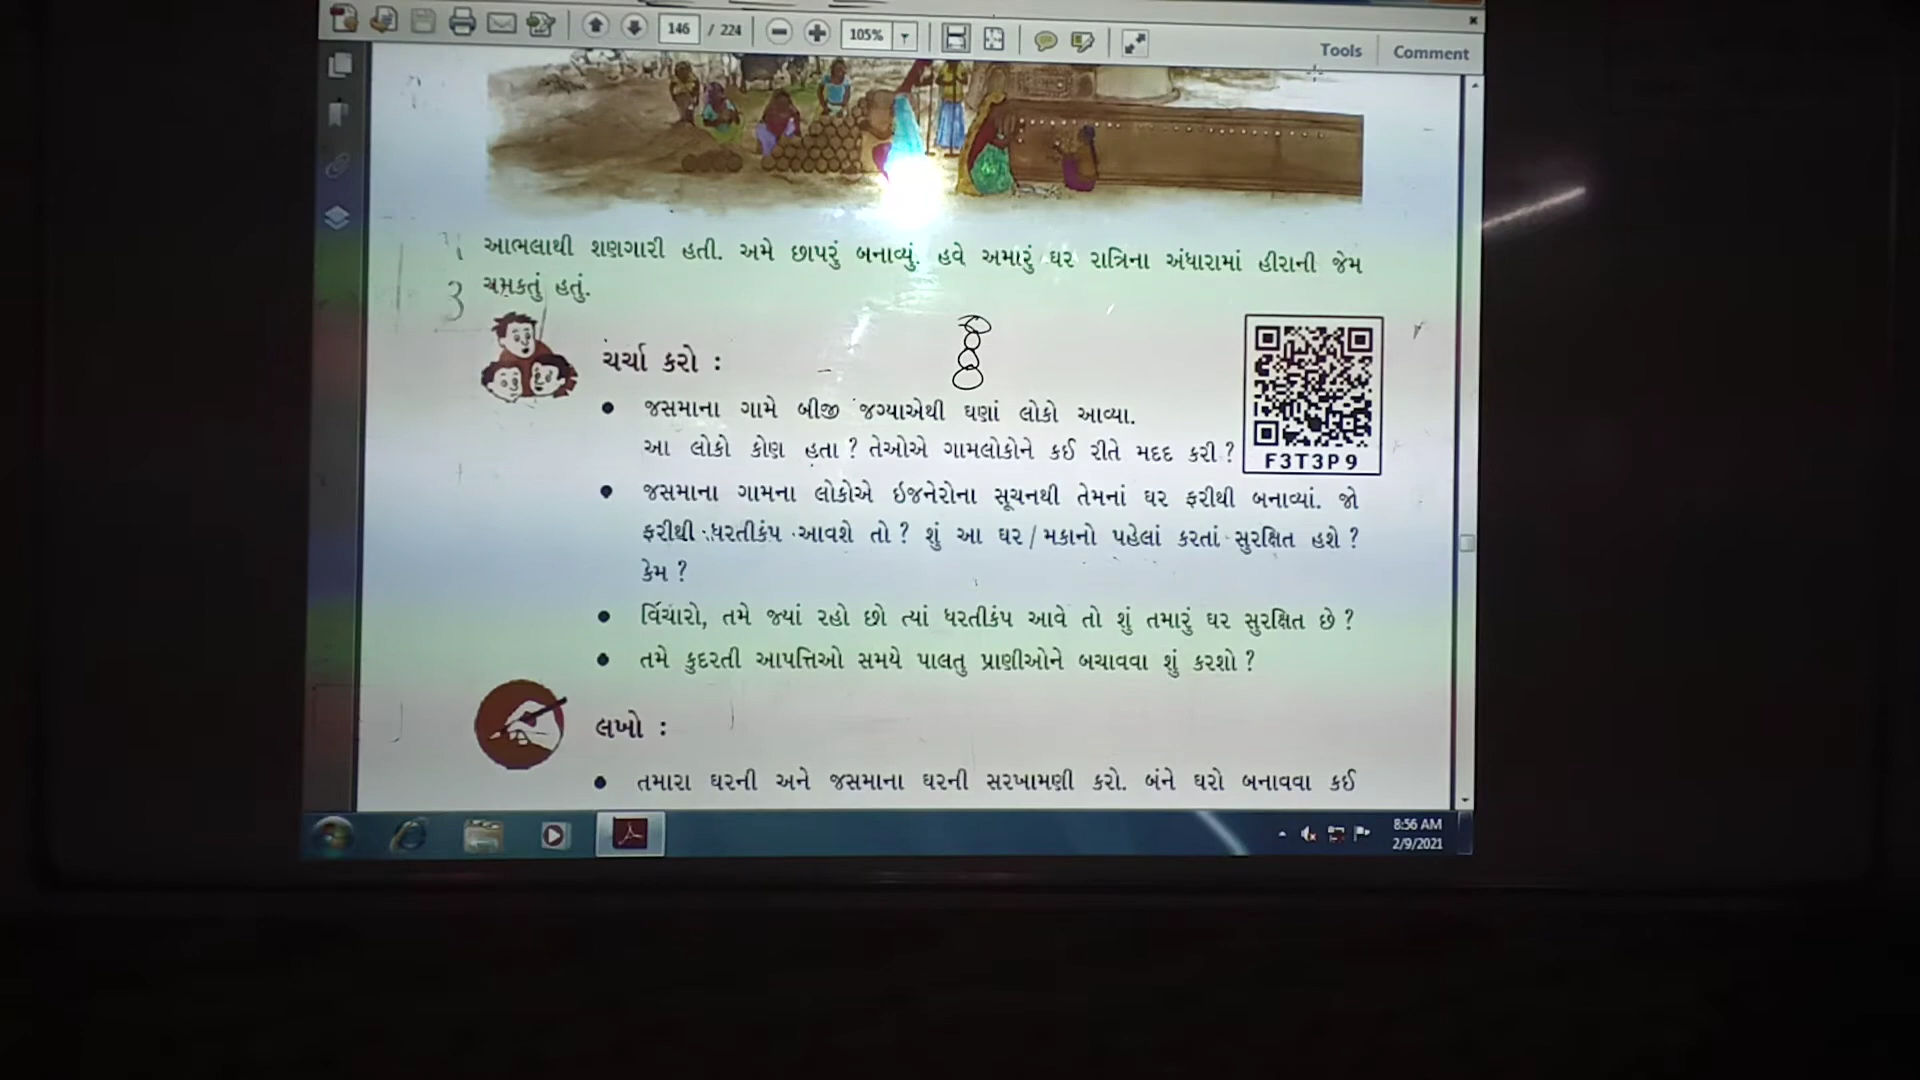 146 / 224
105%
Tools
Comment
આભલાથી શણગારી હતી. અમે છાપરું બનાવ્યું. હવે અમારું ઘર રાત્રિના અંધારામાં હીરાની જેમ
ચમકતું હતું.
3
ચર્ચા કરો :
જસમાના ગામે બીજી જગ્યાએથી ઘણાં લોકો આવ્યા.
આ લોકો કોણ હતા ? તેઓએ ગામલોકોને કઈ રીતે મદદ કરી ?
F3T3P9
જસમાના ગામના લોકોએ ઇજનેરોના સૂચનથી તેમનાં ઘર ફરીથી બનાવ્યાં. જો
ફરીથી ધરતીકંપ આવશે તો ? શું આ ઘર / મકાનો પહેલાં કરતાં સુરક્ષિત હશે ?
કેમ ?
વિચારો, તમે જ્યાં રહો છો ત્યાં ધરતીકંપ આવે તો શું તમારું ઘર સુરક્ષિત છે ?
તમે કુદરતી આપત્તિઓ સમયે પાલતુ પ્રાણીઓને બચાવવા શું કરશો ?
લખો :
તમારા ઘરની અને જસમાના ઘરની સરખામણી કરો. બંને ઘરો બનાવવા કઈ
8:56 AM
2/9/2021